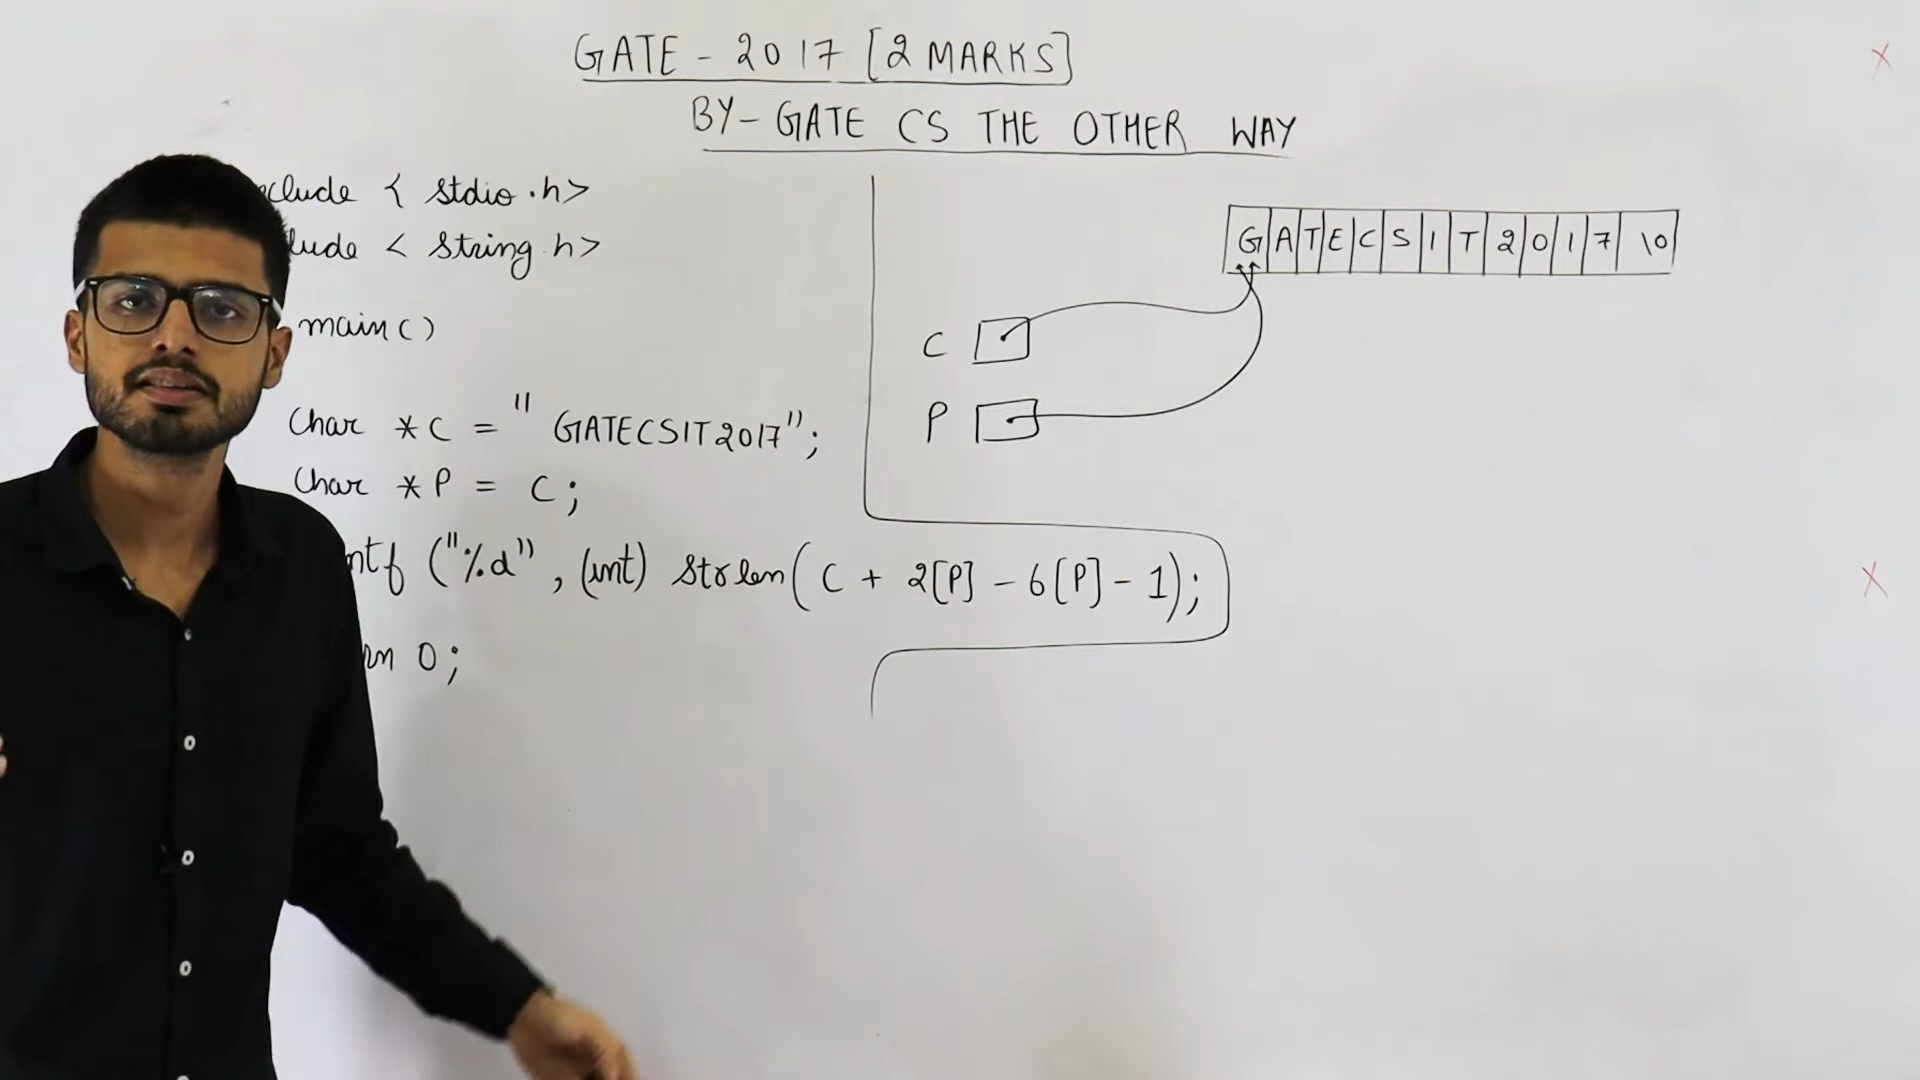 GATE - 2017 [2 MARKS]
BY- GATE CS THE OTHER WAY
clude < stdio.h>
lude < string.h>
main()
Char *C = "GATECSIT2017";
Char *P = C;
ntf ("%d", (int) strlen(C + 2[P] - 6[P] - 1);
rn 0;
G A T E C S I T 2 0 1 7 \0
C
P
X
X